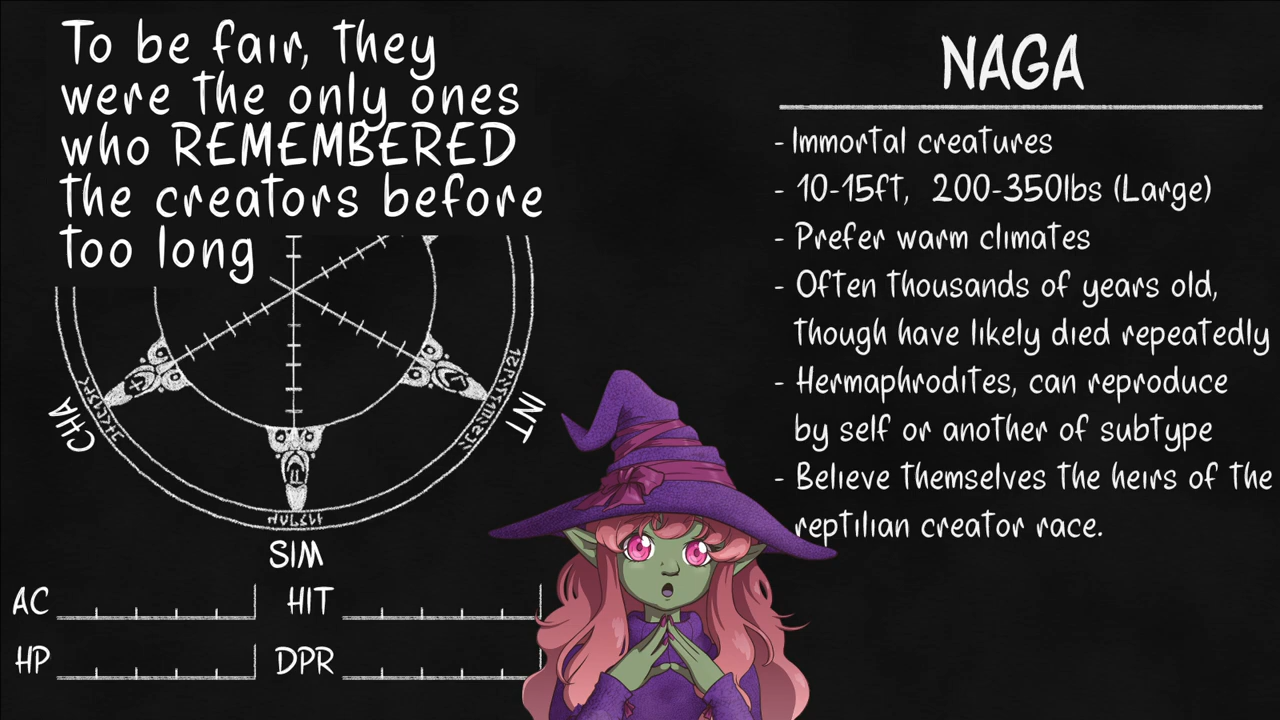 To be fair, they
were the only ones
who REMEMBERED
the creators before
too long
CHA
INT
SIM
AC
HIT
HP
DPR
NAGA
- Immortal creatures
- 10-15ft, 200-350lbs (Large)
- Prefer warm climates
- Often thousands of years old,
though have likely died repeatedly
- Hermaphrodites, can reproduce
by self or another of subtype
- Believe themselves the heirs of the
reptilian creator race.